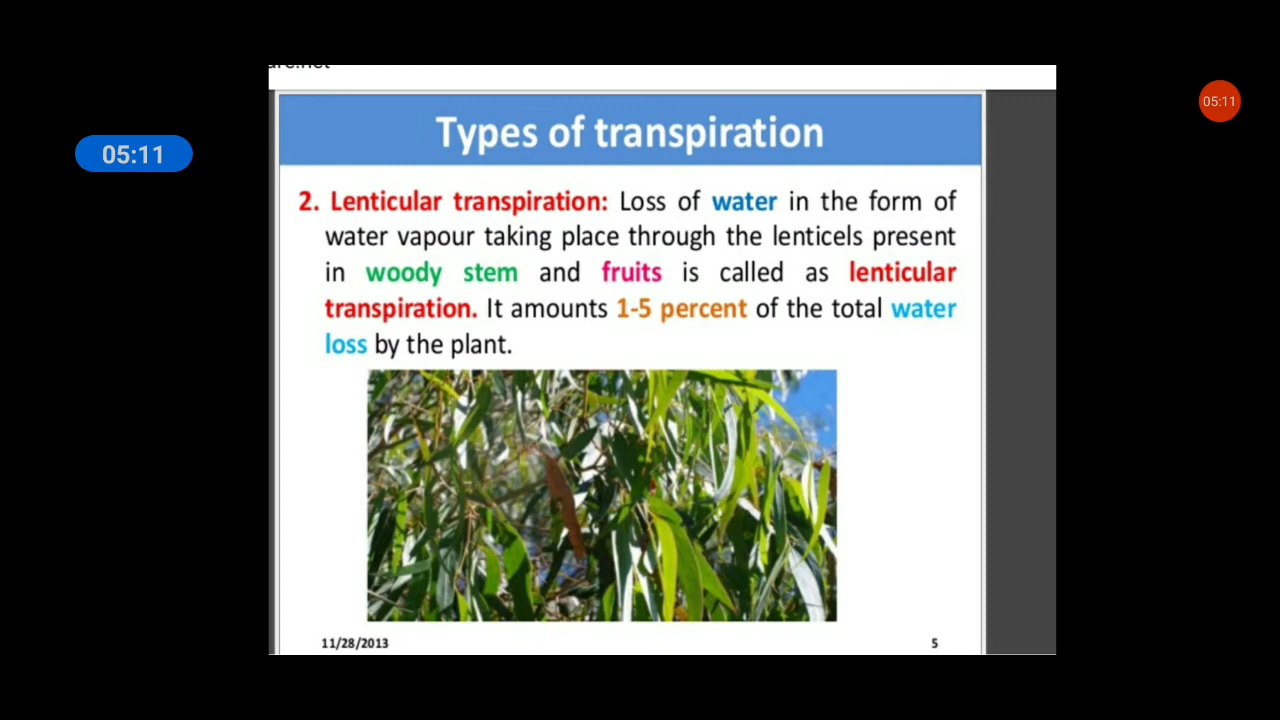 05:11
05:11
Types of transpiration
2. Lenticular transpiration: Loss of water in the form of
water vapour taking place through the lenticels present
in woody stem and fruits is called as lenticular
transpiration. It amounts 1-5 percent of the total water
loss by the plant.
11/28/2013
5